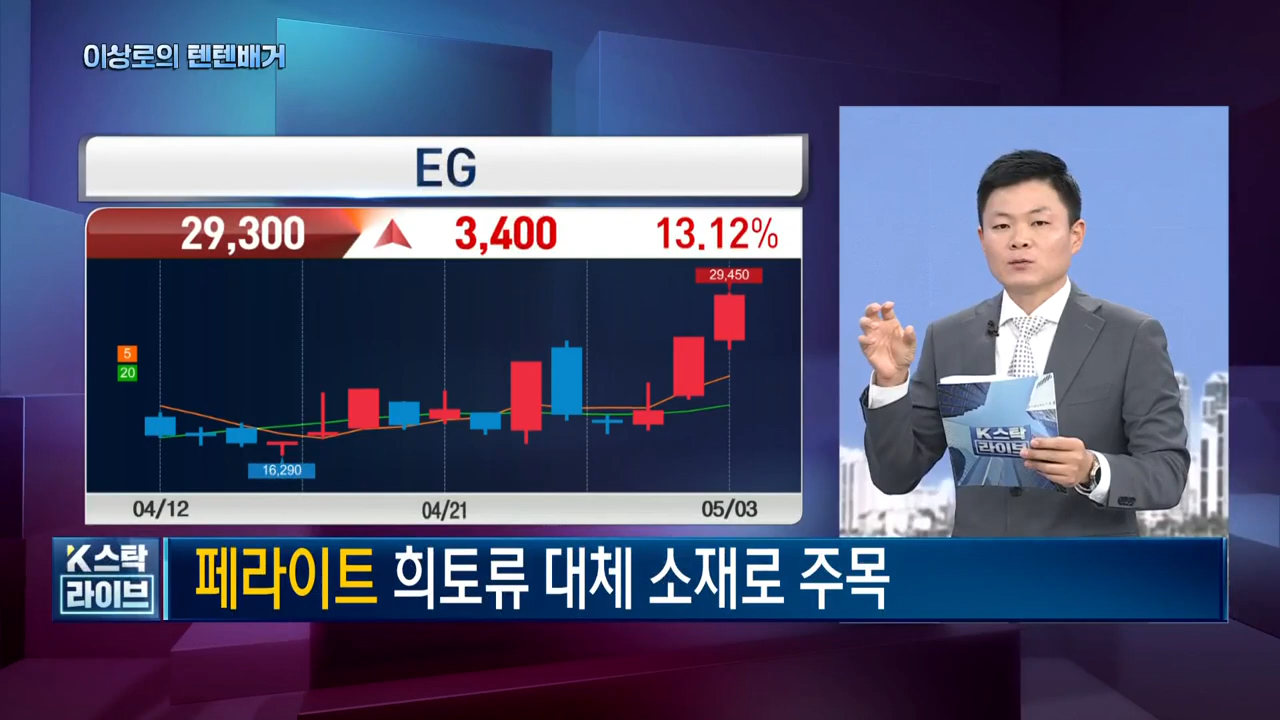 이상로의 텐텐배거
EG
29,300 ▲ 3,400 13.12%
29,450
5
20
16,290
04/12 04/21 05/03
K스탁
라이브
K스탁
라이브
페라이트 희토류 대체 소재로 주목